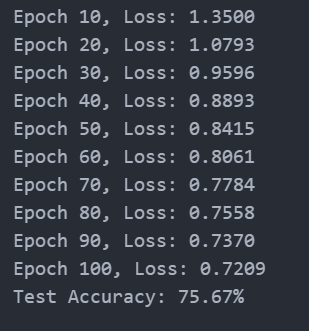 Epoch 10, Loss: 1.3500
Epoch 20, Loss: 1.0793
Epoch 30, Loss: 0.9596
Epoch 40, Loss: 0.8893
Epoch 50, Loss: 0.8415
Epoch 60, Loss: 0.8061
Epoch 70, Loss: 0.7784
Epoch 80, Loss: 0.7558
Epoch 90, Loss: 0.7370
Epoch 100, Loss: 0.7209
Test Accuracy: 75.67%